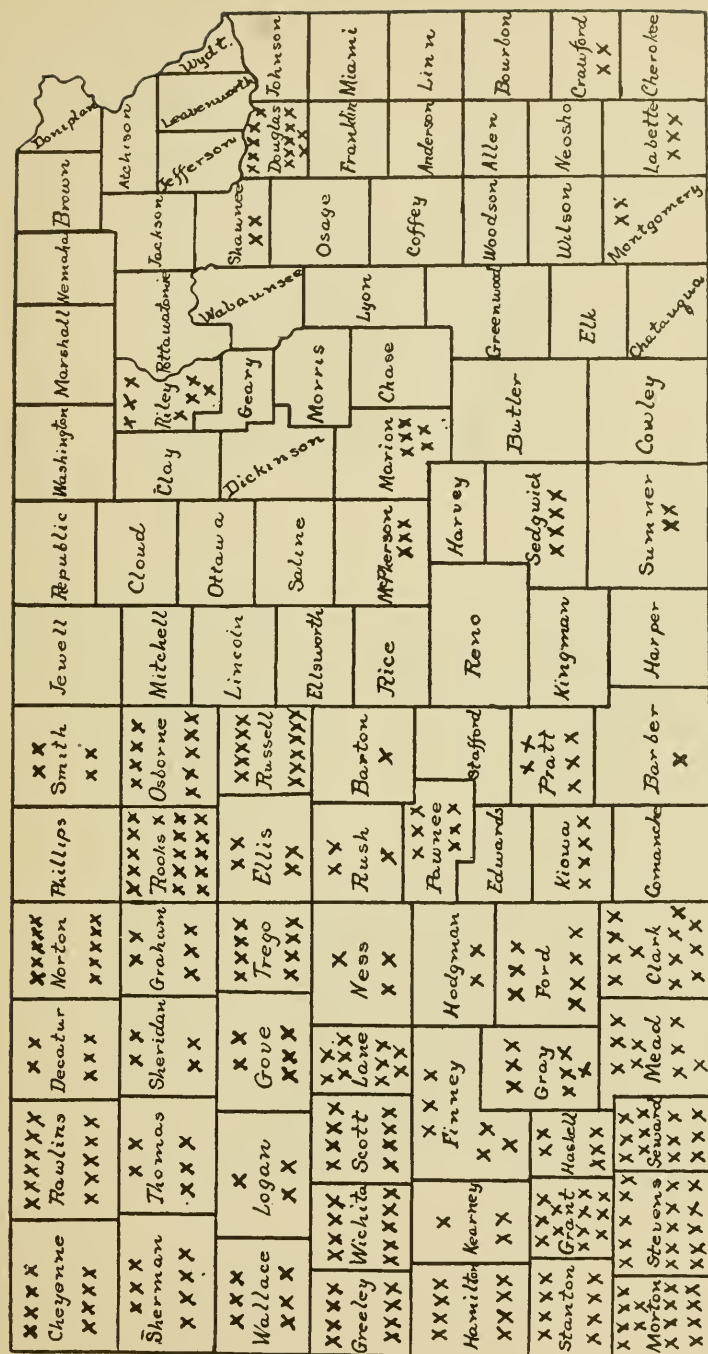 Cheyenne
Rawlins
Decatur
Norton
Phillips
Smith
Jewell
Republic
Washington
Marshall
Nemaha
Brown
Doniplan
Sherman
Thomas
Sheridan
Graham
Rooks
Osborne
Mitchell
Cloud
Clay
Riley
Pottawatomie
Jackson
Atchison
Jefferson
Leavenworth
Wydt.
Wallace
Logan
Gove
Trego
Ellis
Russell
Lincoln
Ottawa
Dickinson
Geary
Wabaunsee
Shawnee
Douglas
Johnson
Greeley
Wichita
Scott
Lane
Ness
Rush
Barton
Ellsworth
Saline
Morris
Lyon
Osage
Franklin
Miami
Rice
McPherson
Marion
Chase
Coffey
Anderson
Linn
Hamilton
Kearney
Finney
Hodgman
Pawnee
Stafford
Reno
Harvey
Butler
Greenwood
Woodson
Allen
Bourbon
Gray
Ford
Edwards
Pratt
Sedgwick
Stanton
Grant
Haskell
Kiowa
Kingman
Elk
Wilson
Neosho
Crawford
Morton
Stevens
Seward
Mead
Clark
Comanche
Barber
Harper
Sumner
Cowley
Chatauqua
Montgomery
Labette
Cherokee